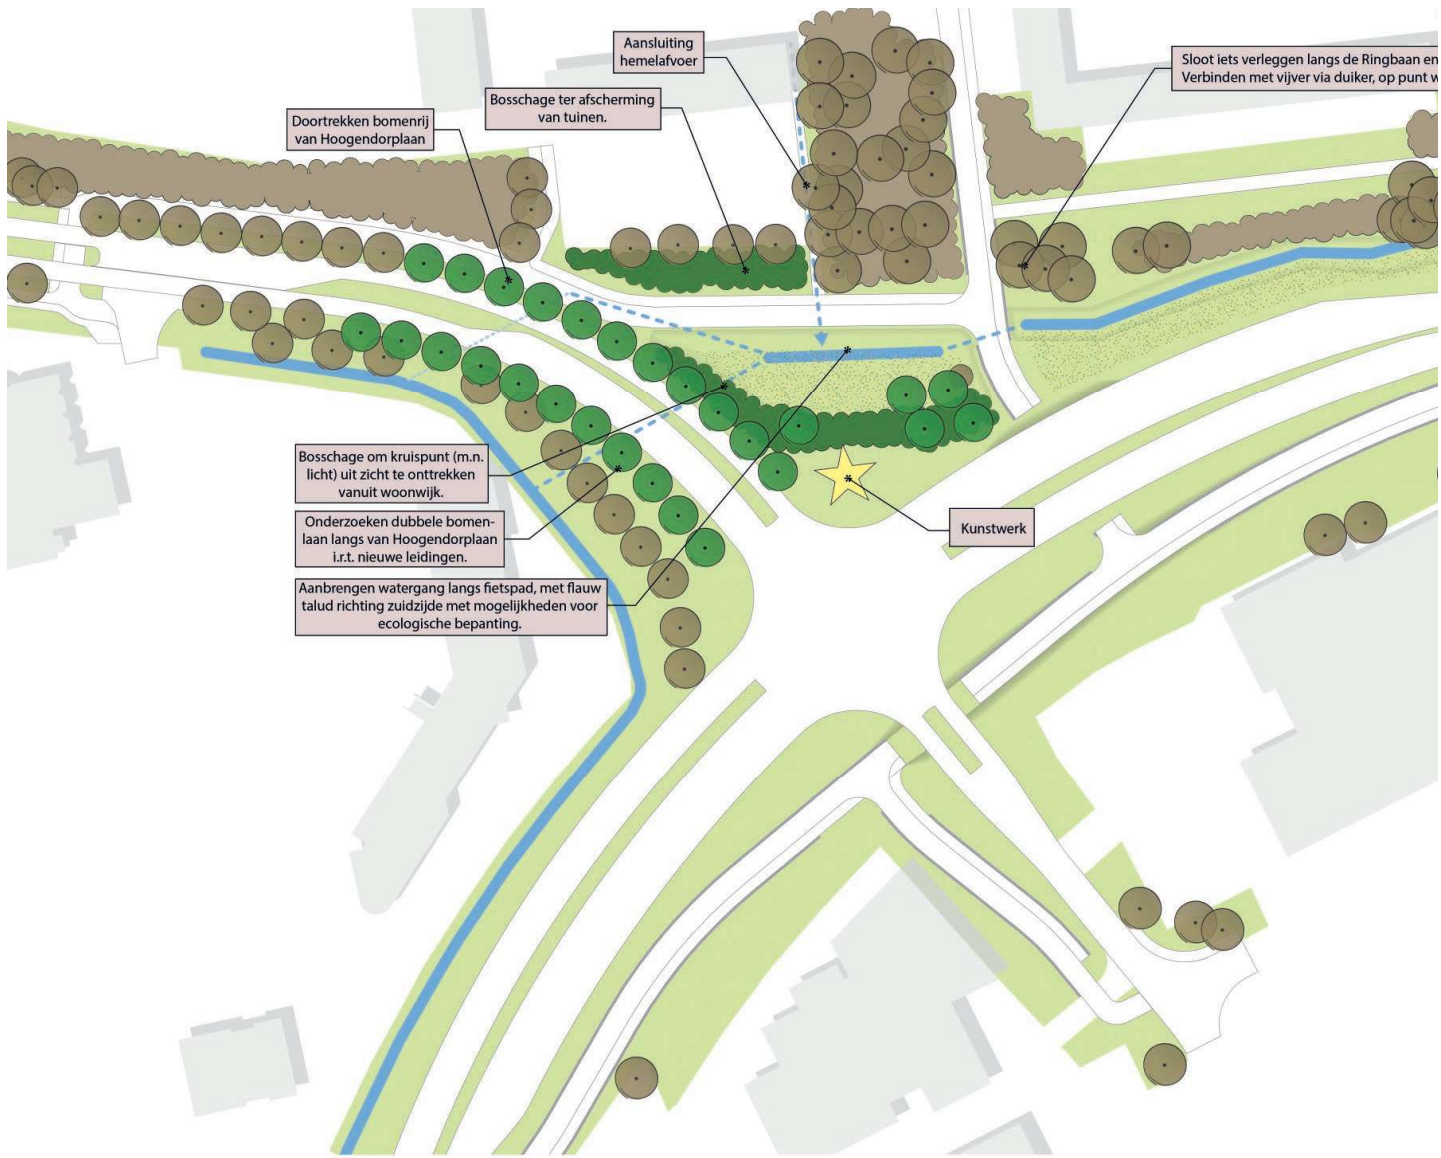 Aansluiting
hemelafvoer
Sloot iets verleggen langs de Ringbaan en
Verbinden met vijver via duiker, op punt w
Bosschage ter afscherming
van tuinen.
Doortrekken bomenrij
van Hoogendorplaan
Bosschage om kruispunt (m.n.
licht) uit zicht te onttrekken
vanuit woonwijk.
Onderzoeken dubbele bomen-
laan langs van Hoogendorplaan
i.r.t. nieuwe leidingen.
Kunstwerk
Aanbrengen watergang langs fietspad, met flauw
talud richting zuidzijde met mogelijkheden voor
ecologische bepanting.